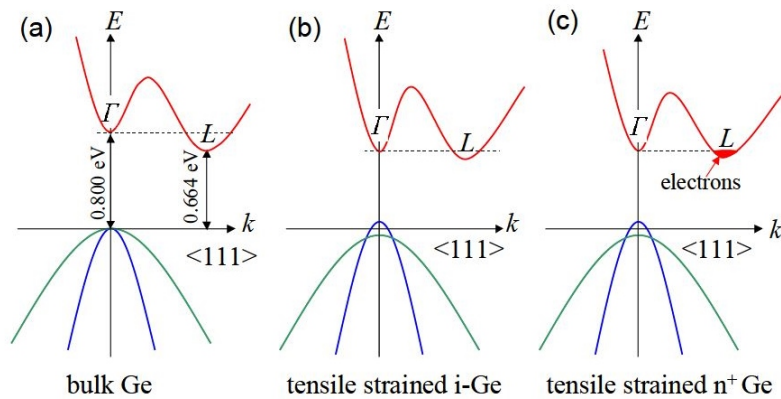 (a)
E
Γ
L
0.800 eV
0.664 eV
k
<111>
bulk Ge
(b)
E
Γ
L
k
<111>
tensile strained i-Ge
(c)
E
Γ
L
electrons
k
<111>
tensile strained n⁺ Ge